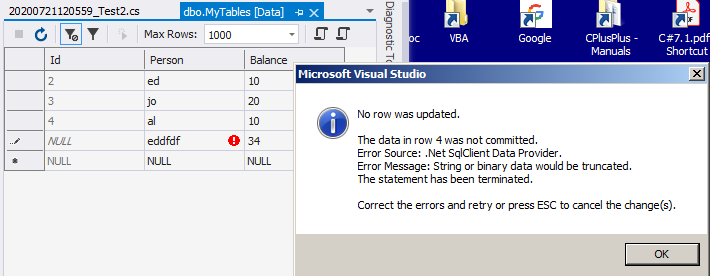 20200721120559_Test2.cs
dbo.MyTables [Data]
Max Rows: 1000
Diagnostic To
oc
VBA
Google
CPlusPlus - Manuals
C#7.1.pdf Shortcut
Id Person Balance
2 ed 10
3 jo 20
4 al 10
NULL eddfdf 34
NULL NULL NULL
Microsoft Visual Studio
No row was updated.
The data in row 4 was not committed.
Error Source: .Net SqlClient Data Provider.
Error Message: String or binary data would be truncated.
The statement has been terminated.
Correct the errors and retry or press ESC to cancel the change(s).
OK